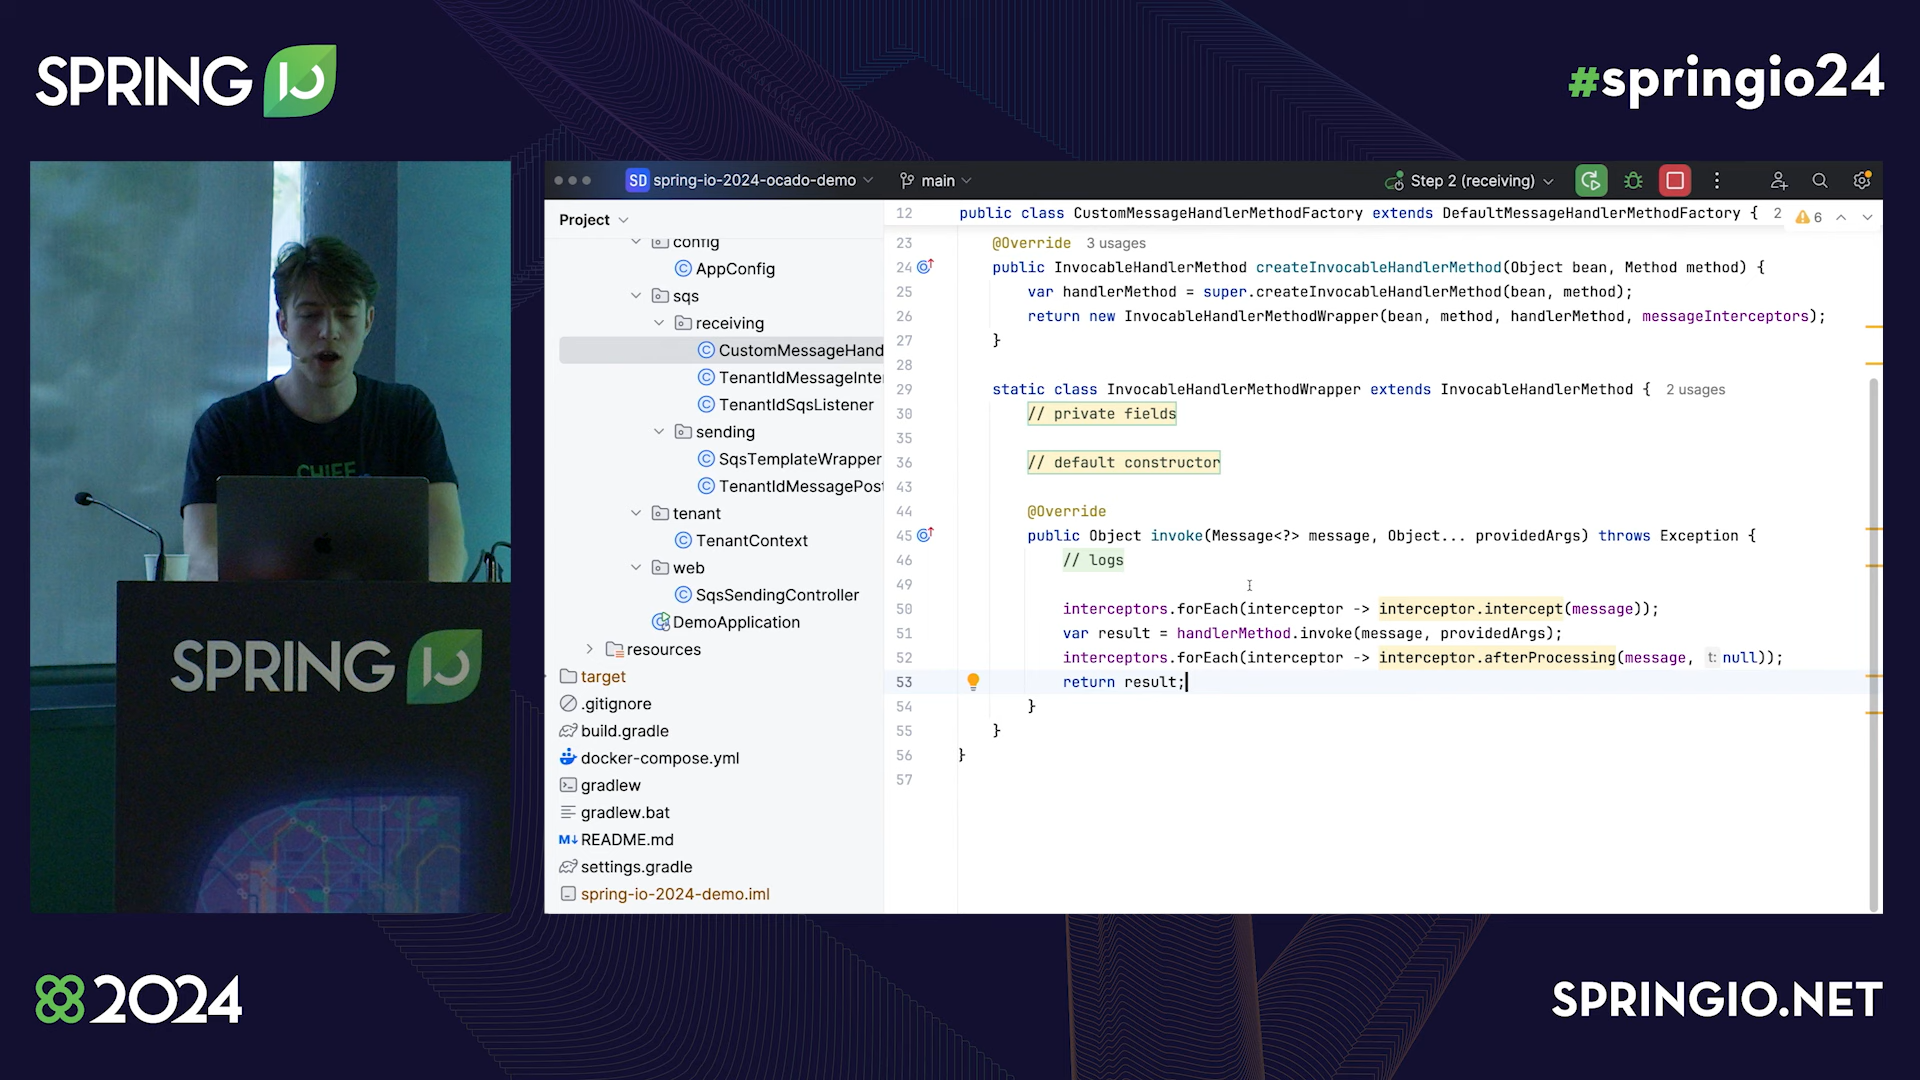 SPRING IO
#springio24
SD spring-io-2024-ocado-demo
main
Step 2 (receiving)
Project
config
AppConfig
sqs
receiving
CustomMessageHand
TenantIdMessageInte
TenantIdSqsListener
sending
SqsTemplateWrapper
TenantIdMessagePost
tenant
TenantContext
web
SqsSendingController
DemoApplication
resources
target
.gitignore
build.gradle
docker-compose.yml
gradlew
gradlew.bat
M↓ README.md
settings.gradle
spring-io-2024-demo.iml
12 public class CustomMessageHandlerMethodFactory extends DefaultMessageHandlerMethodFactory { 2
6
23 @Override 3 usages
24 public InvocableHandlerMethod createInvocableHandlerMethod(Object bean, Method method) {
25 var handlerMethod = super.createInvocableHandlerMethod(bean, method);
26 return new InvocableHandlerMethodWrapper(bean, method, handlerMethod, messageInterceptors);
27 }
28
29 static class InvocableHandlerMethodWrapper extends InvocableHandlerMethod { 2 usages
30 // private fields
35
36 // default constructor
43
44 @Override
45 public Object invoke(Message<?> message, Object... providedArgs) throws Exception {
46 // logs
49
50 interceptors.forEach(interceptor -> interceptor.intercept(message));
51 var result = handlerMethod.invoke(message, providedArgs);
52 interceptors.forEach(interceptor -> interceptor.afterProcessing(message, t: null));
53 return result;
54 }
55 }
56 }
57
CHIEF
SPRING IO
2024
SPRINGIO.NET